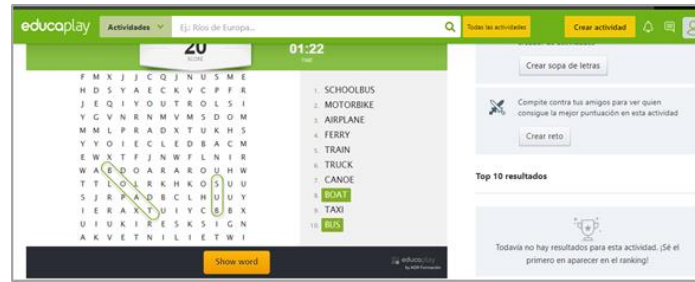 educaplay
Actividades
Ej.: Ríos de Europa...
Todas las actividades
Crear actividad
20
SCORE
01:22
TIME
F M X J J C Q J N U S M E
H D S Y A E C K V C P F R
J E Q I Y O U T R O L S I
Y G V N R N M V M S D O M
M M L P R A D X T U K H S
Y Y O I E C L E D B A C M
E W X T F J N W F L N I R
W A B D O A R A R O U H W
T T L O L R K H K O S U U
S J R P A D B C L H U U Y
I E R A X T U I Y C B B X
U I U K I R E S K S I G N
A K V E T N I L I E T W I
1. SCHOOLBUS
2. MOTORBIKE
3. AIRPLANE
4. FERRY
5. TRAIN
6. TRUCK
7. CANOE
8. BOAT
9. TAXI
10. BUS
Show word
educaplay
by ADR Formación
Crear sopa de letras
Compite contra tus amigos para ver quien
consigue la mejor puntuación en esta actividad
Crear reto
Top 10 resultados
Todavía no hay resultados para esta actividad. ¡Sé el
primero en aparecer en el ranking!